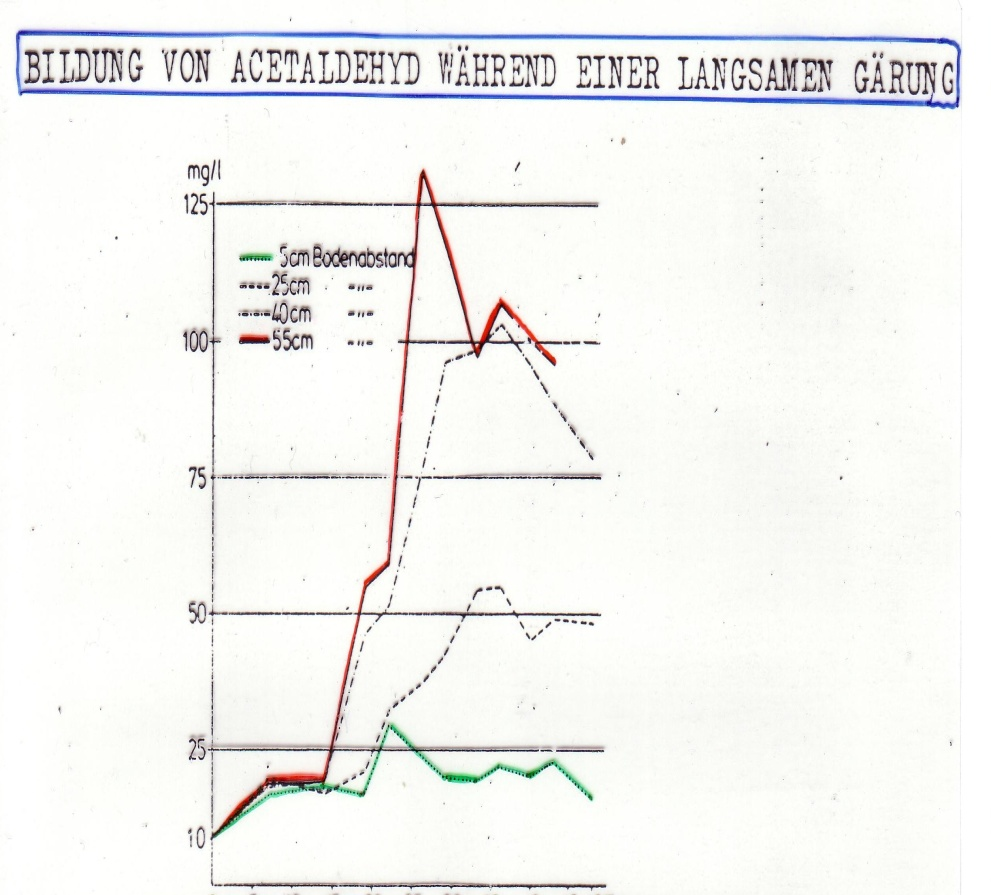 BILDUNG VON ACETALDEHYD WÄHREND EINER LANGSAMEN GÄRUNG
mg/l
125
5cm Bodenabstand
25cm -"-
40cm -"-
55cm -"-
100
75
50
25
10